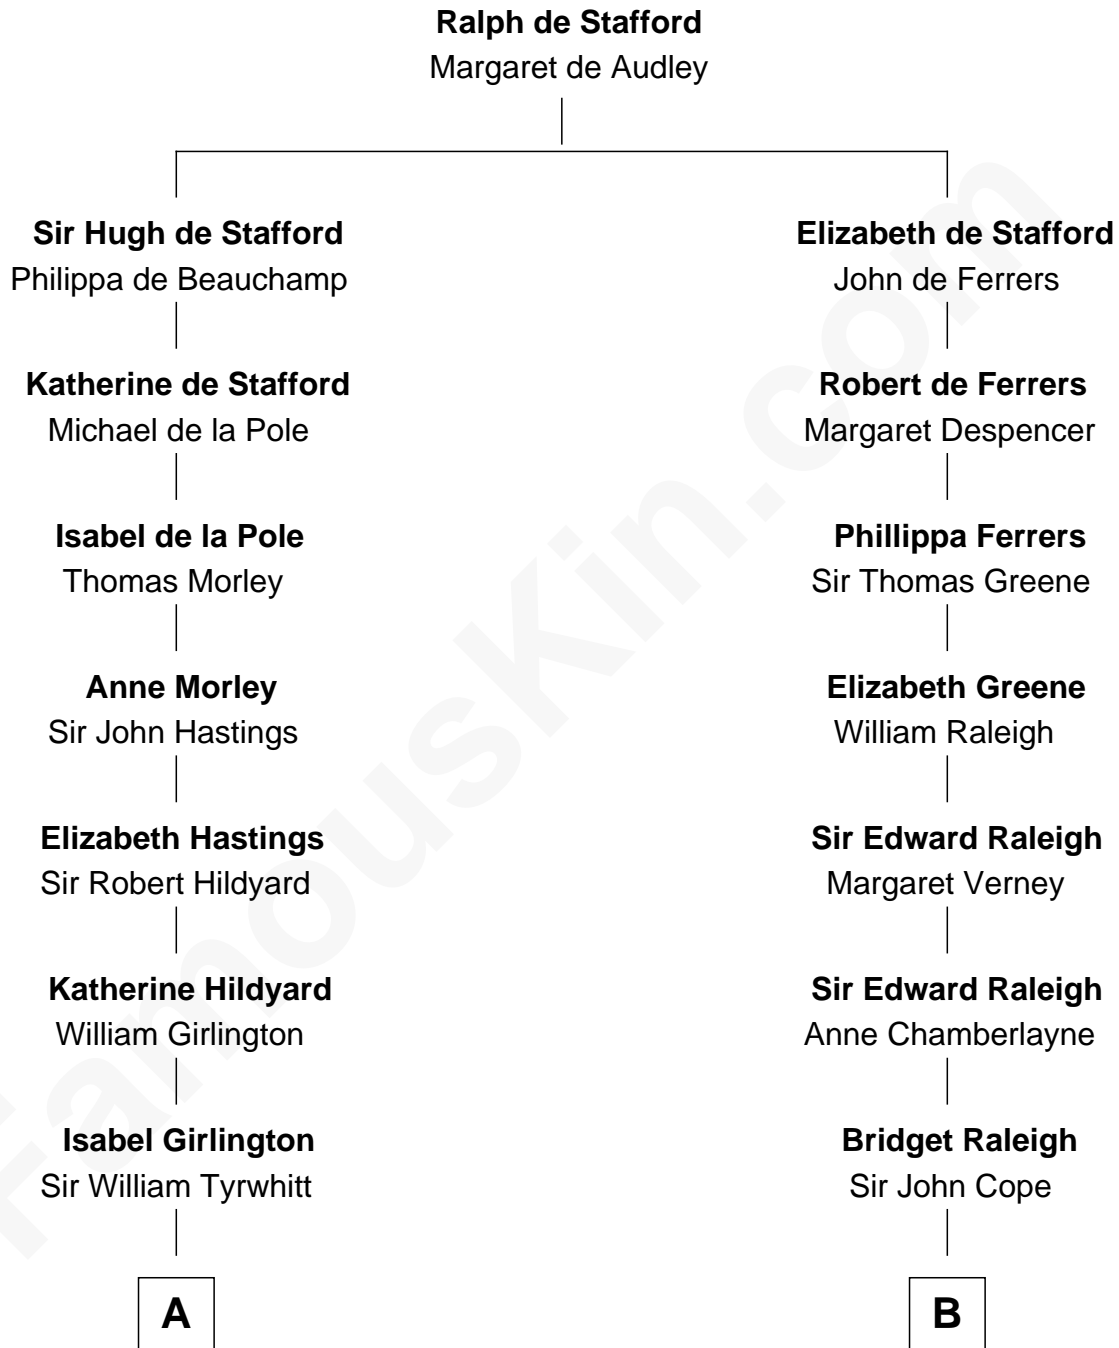 Ralph de Stafford
Margaret de Audley
Sir Hugh de Stafford
Philippa de Beauchamp
Katherine de Stafford
Michael de la Pole
Isabel de la Pole
Thomas Morley
Anne Morley
Sir John Hastings
Elizabeth Hastings
Sir Robert Hildyard
Katherine Hildyard
William Girlington
Isabel Girlington
Sir William Tyrwhitt
A
Elizabeth de Stafford
John de Ferrers
Robert de Ferrers
Margaret Despencer
Phillippa Ferrers
Sir Thomas Greene
Elizabeth Greene
William Raleigh
Sir Edward Raleigh
Margaret Verney
Sir Edward Raleigh
Anne Chamberlayne
Bridget Raleigh
Sir John Cope
B
FamousKin.com